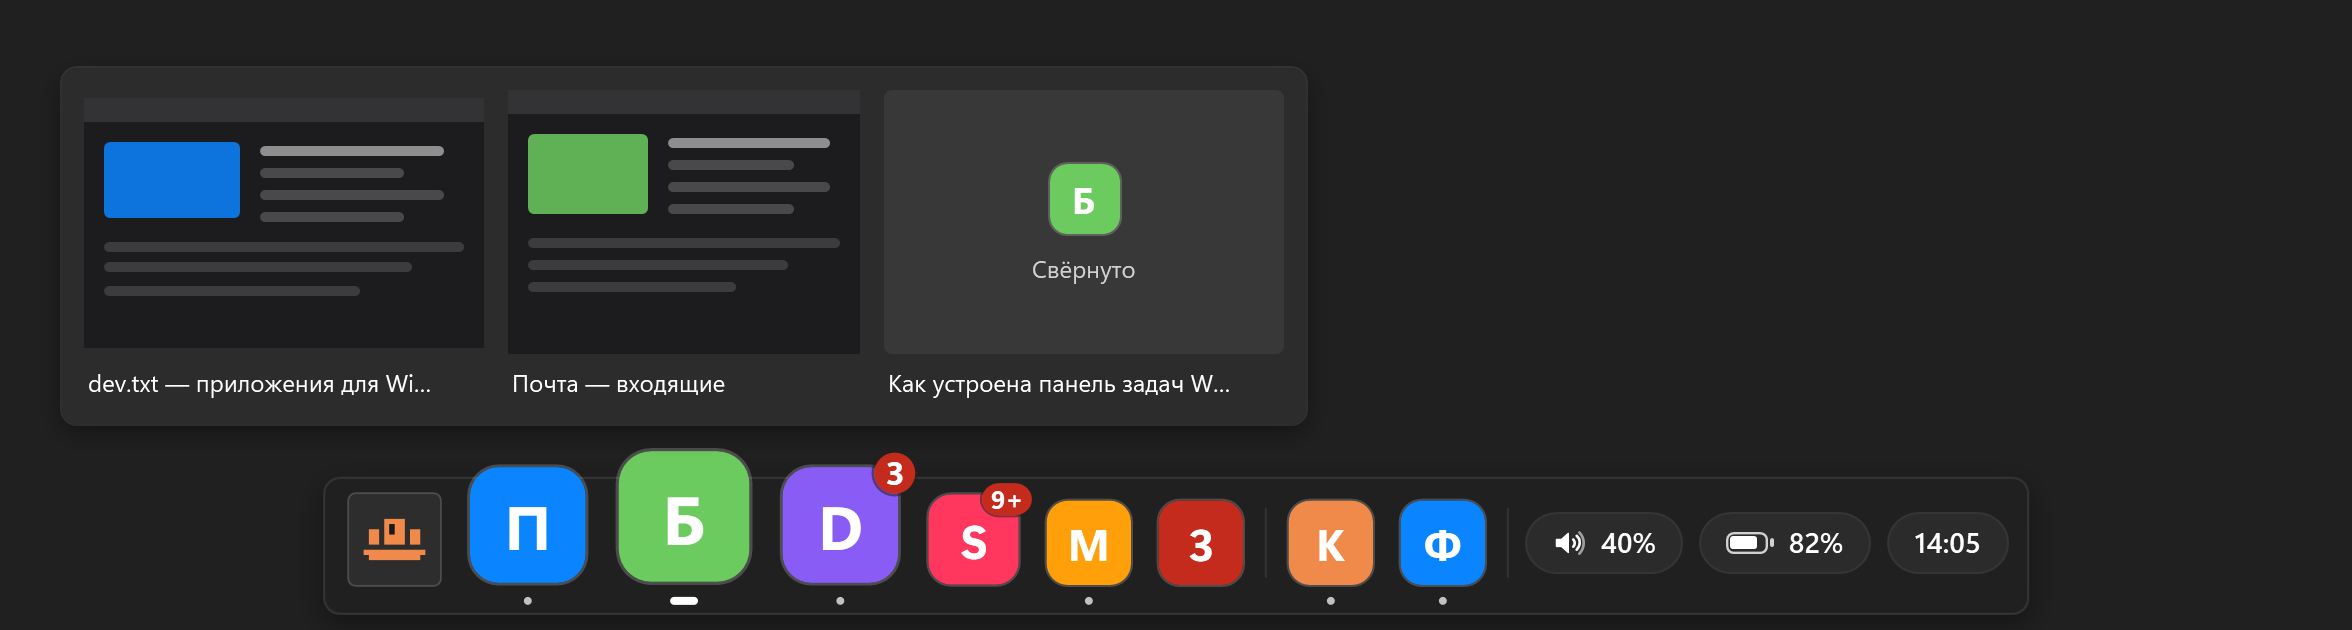 Б
Свёрнуто
dev.txt — приложения для Wi...
Почта — входящие
Как устроена панель задач W...
П
Б
D
3
S
9+
М
З
К
Ф
40%
82%
14:05